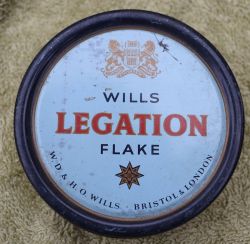 WILLS
LEGATION
FLAKE
W.D. & H.O. WILLS. BRISTOL & LONDON